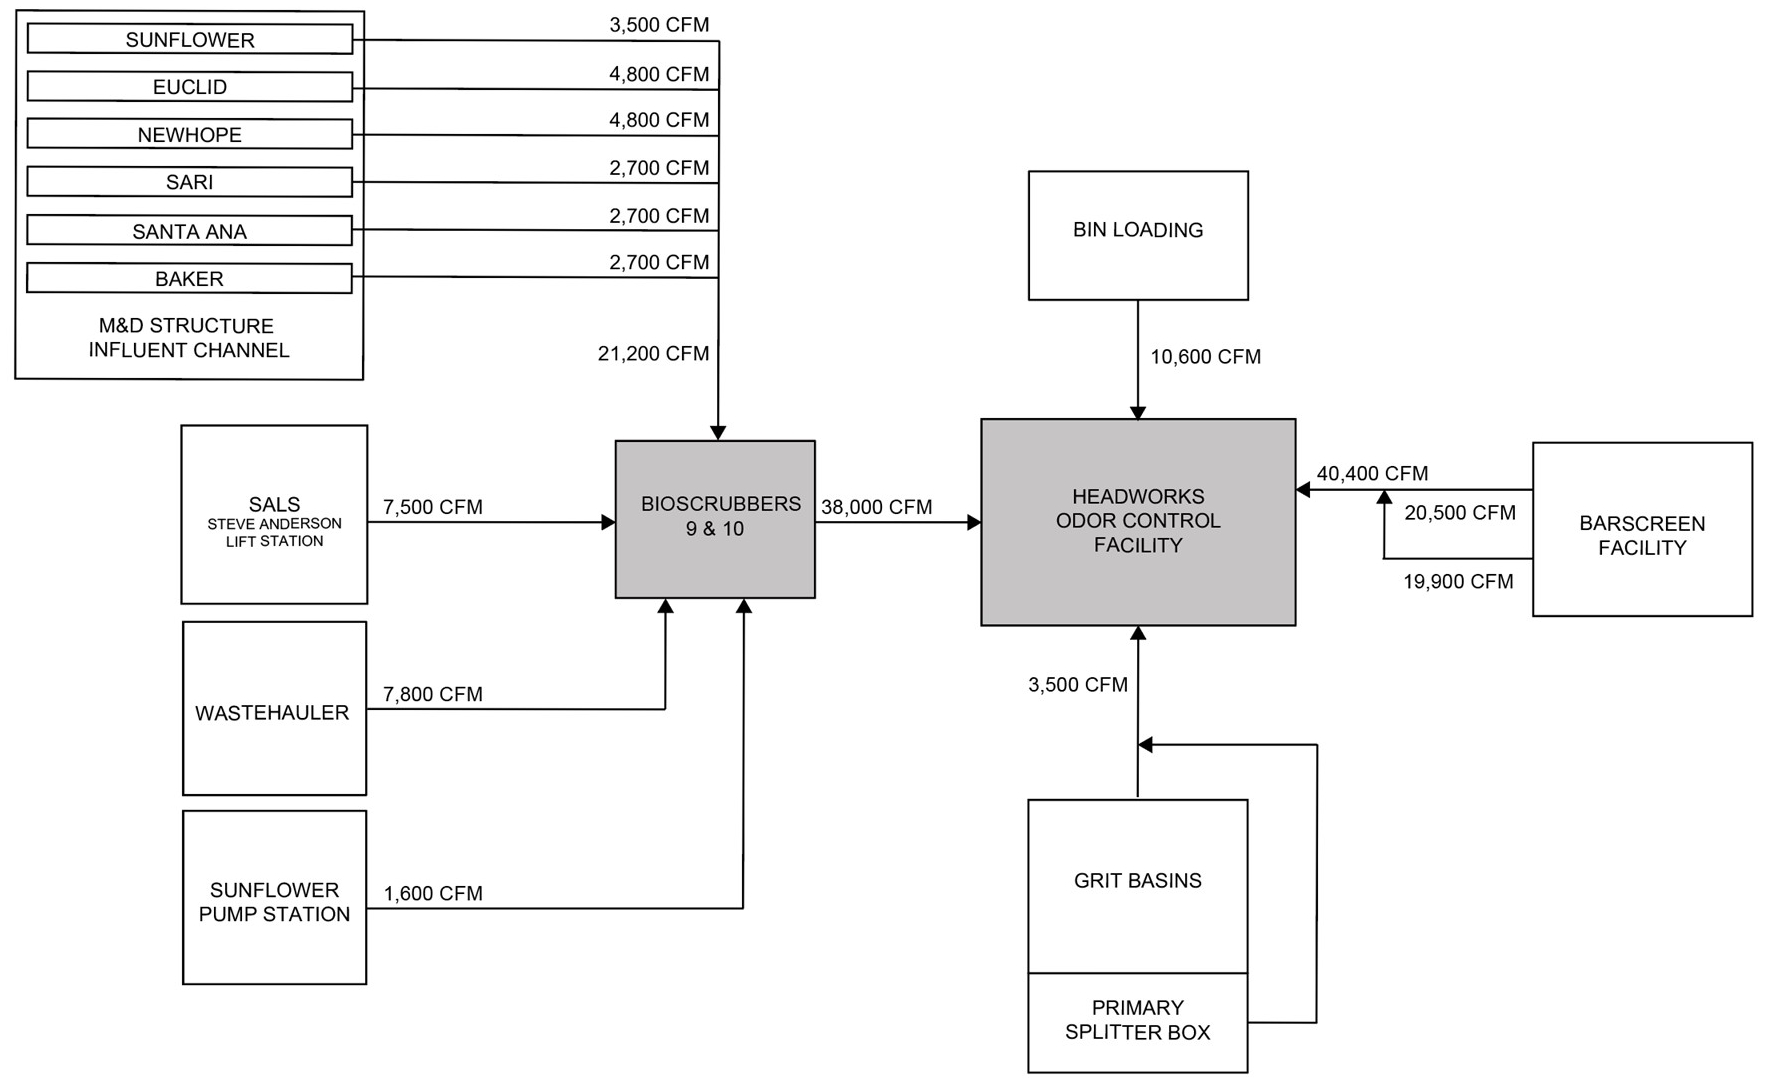 SUNFLOWER
3,500 CFM
EUCLID
4,800 CFM
NEWHOPE
4,800 CFM
SARI
2,700 CFM
SANTA ANA
2,700 CFM
BAKER
2,700 CFM
M&D STRUCTURE
INFLUENT CHANNEL
21,200 CFM
BIN LOADING
10,600 CFM
SALS
STEVE ANDERSON
LIFT STATION
7,500 CFM
BIOSCRUBBERS
9 & 10
38,000 CFM
HEADWORKS
ODOR CONTROL
FACILITY
40,400 CFM
20,500 CFM
19,900 CFM
BARSCREEN
FACILITY
WASTEHAULER
7,800 CFM
3,500 CFM
SUNFLOWER
PUMP STATION
1,600 CFM
GRIT BASINS
PRIMARY
SPLITTER BOX